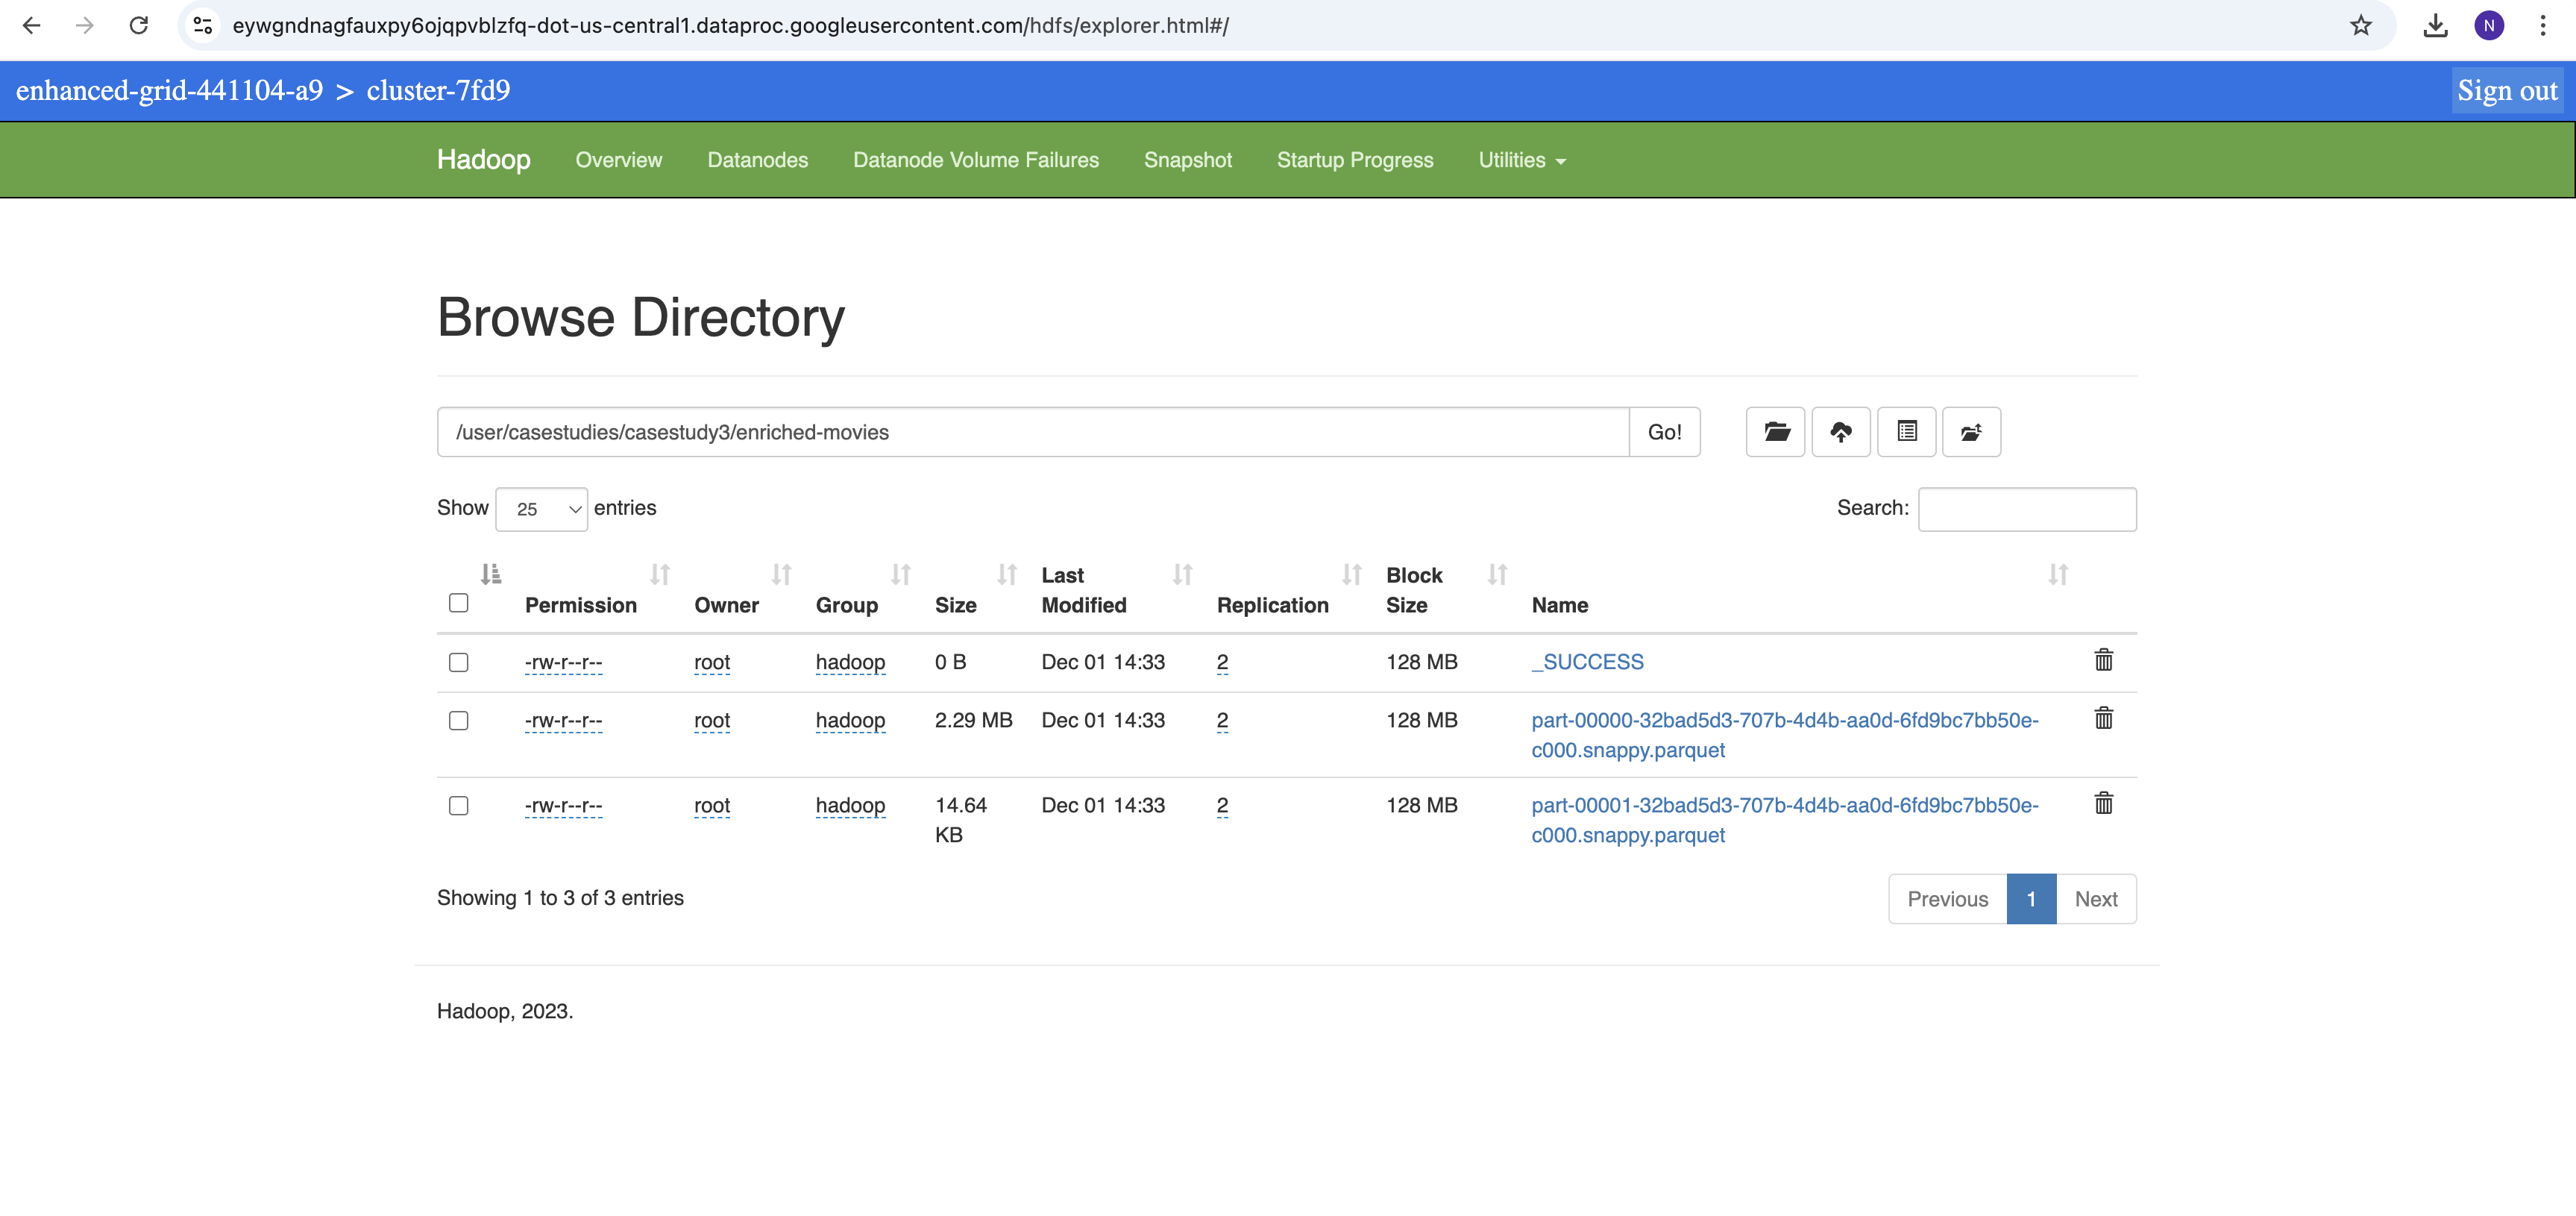 eywgndnagfauxpy6ojqpvblzfq-dot-us-central1.dataproc.googleusercontent.com/hdfs/explorer.html#/
N
enhanced-grid-441104-a9 > cluster-7fd9
Sign out
Hadoop Overview Datanodes Datanode Volume Failures Snapshot Startup Progress Utilities
Browse Directory
/user/casestudies/casestudy3/enriched-movies Go!
Show 25 entries Search:
Permission Owner Group Size Last Modified Replication Block Size Name
-rw-r--r-- root hadoop 0 B Dec 01 14:33 2 128 MB _SUCCESS
-rw-r--r-- root hadoop 2.29 MB Dec 01 14:33 2 128 MB part-00000-32bad5d3-707b-4d4b-aa0d-6fd9bc7bb50e-
c000.snappy.parquet
-rw-r--r-- root hadoop 14.64 KB Dec 01 14:33 2 128 MB part-00001-32bad5d3-707b-4d4b-aa0d-6fd9bc7bb50e-
c000.snappy.parquet
Showing 1 to 3 of 3 entries Previous 1 Next
Hadoop, 2023.